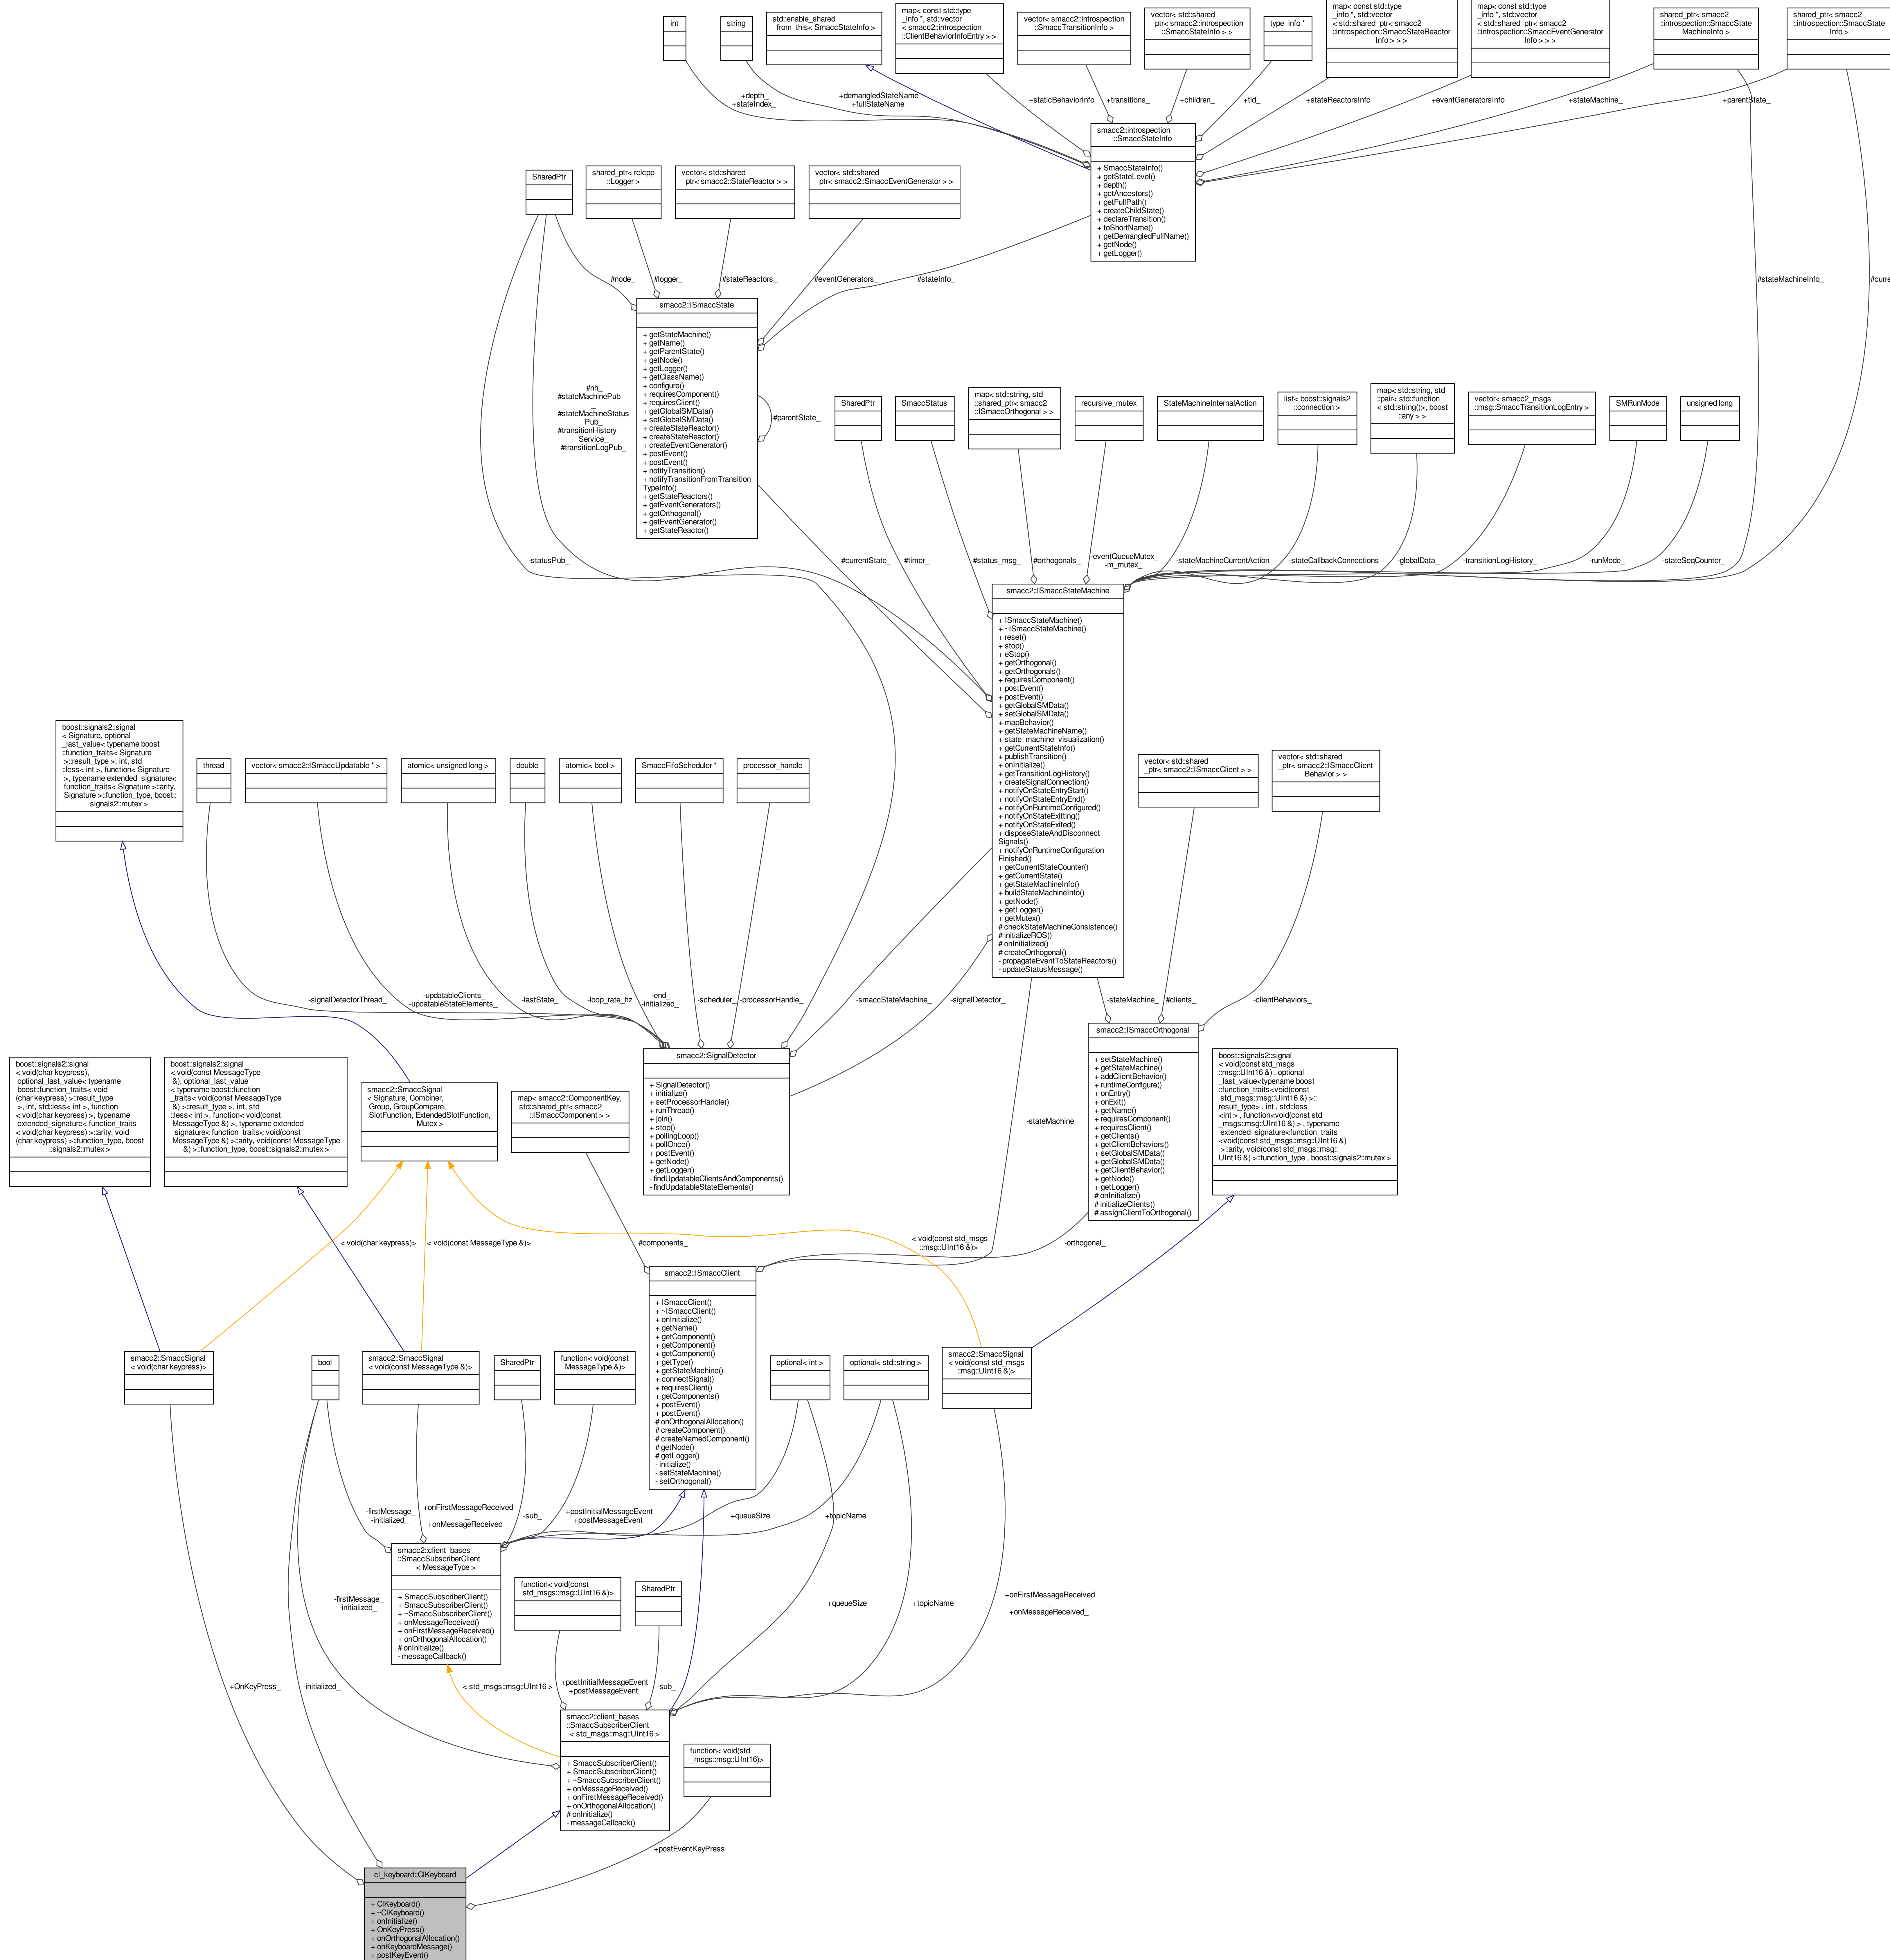 int
string
std::enable_shared
_from_this< SmaccStateInfo >
map< const std::type
_info *, std::vector
< smacc2::introspection
::ClientBehaviorInfoEntry > >
vector< smacc2::introspection
::SmaccTransitionInfo >
vector< std::shared
_ptr< smacc2::introspection
::SmaccStateInfo > >
type_info *
map< const std::type
_info *, std::vector
< std::shared_ptr< smacc2
::introspection::SmaccStateReactor
Info > > >
map< const std::type
_info *, std::vector
< std::shared_ptr< smacc2
::introspection::SmaccEventGenerator
Info > > >
shared_ptr< smacc2
::introspection::SmaccState
MachineInfo >
shared_ptr< smacc2
::introspection::SmaccState
Info >
+depth_
+stateIndex_
+demangledStateName
+fullStateName
+staticBehaviorInfo
+transitions_
+children_
+tid_
+stateReactorsInfo
+eventGeneratorsInfo
+stateMachine_
+parentState_
smacc2::introspection
::SmaccStateInfo
+ SmaccStateInfo()
+ getStateLevel()
+ depth()
+ getAncestors()
+ getFullPath()
+ createChildState()
+ declareTransition()
+ toShortName()
+ getDemangledFullName()
+ getNode()
+ getLogger()
SharedPtr
shared_ptr< rclcpp
::Logger >
vector< std::shared
_ptr< smacc2::StateReactor > >
vector< std::shared
_ptr< smacc2::SmaccEventGenerator > >
#node_
#logger_
#stateReactors_
#eventGenerators_
#stateInfo_
#stateMachineInfo_
#curre
smacc2::ISmaccState
+ getStateMachine()
+ getName()
+ getParentState()
+ getNode()
+ getLogger()
+ getClassName()
+ configure()
+ requiresComponent()
+ requiresClient()
+ getGlobalSMData()
+ setGlobalSMData()
+ createStateReactor()
+ createStateReactor()
+ createEventGenerator()
+ postEvent()
+ postEvent()
+ notifyTransition()
+ notifyTransitionFromTransition
TypeInfo()
+ getStateReactors()
+ getEventGenerators()
+ getOrthogonal()
+ getEventGenerator()
+ getStateReactor()
#parentState_
#nh_
#stateMachinePub
_
#stateMachineStatus
Pub_
#transitionHistory
Service_
#transitionLogPub_
SharedPtr
SmaccStatus
map< std::string, std
::shared_ptr< smacc2
::ISmaccOrthogonal > >
recursive_mutex
StateMachineInternalAction
list< boost::signals2
::connection >
map< std::string, std
::pair< std::function
< std::string()>, boost
::any > >
vector< smacc2_msgs
::msg::SmaccTransitionLogEntry >
SMRunMode
unsigned long
-statusPub_
#currentState_
#timer_
#status_msg_
#orthogonals_
-eventQueueMutex_
-m_mutex_
-stateMachineCurrentAction
-stateCallbackConnections
-globalData_
-transitionLogHistory_
-runMode_
-stateSeqCounter_
smacc2::ISmaccStateMachine
+ ISmaccStateMachine()
+ ~ISmaccStateMachine()
+ reset()
+ stop()
+ eStop()
+ getOrthogonal()
+ getOrthogonals()
+ requiresComponent()
+ postEvent()
+ postEvent()
+ getGlobalSMData()
+ setGlobalSMData()
+ mapBehavior()
+ getStateMachineName()
+ state_machine_visualization()
+ getCurrentStateInfo()
+ publishTransition()
+ onInitialize()
+ getTransitionLogHistory()
+ createSignalConnection()
+ notifyOnStateEntryStart()
+ notifyOnStateEntryEnd()
+ notifyOnRuntimeConfigured()
+ notifyOnStateExitting()
+ notifyOnStateExited()
+ disposeStateAndDisconnect
Signals()
+ notifyOnRuntimeConfiguration
Finished()
+ getCurrentStateCounter()
+ getCurrentState()
+ getStateMachineInfo()
+ buildStateMachineInfo()
+ getNode()
+ getLogger()
+ getMutex()
# checkStateMachineConsistence()
# initializeROS()
# onInitialized()
# createOrthogonal()
- propagateEventToStateReactors()
- updateStatusMessage()
boost::signals2::signal
< Signature, optional
_last_value< typename boost
::function_traits< Signature
>::result_type >, int, std
::less< int >, function< Signature
>, typename extended_signature<
function_traits< Signature >::arity,
Signature >::function_type, boost::
signals2::mutex >
thread
vector< smacc2::ISmaccUpdatable * >
atomic< unsigned long >
double
atomic< bool >
SmaccFifoScheduler *
processor_handle
vector< std::shared
_ptr< smacc2::ISmaccClient > >
vector< std::shared
_ptr< smacc2::ISmaccClient
Behavior > >
-signalDetectorThread_
-updatableClients_
-updatableStateElements_
-lastState_
-loop_rate_hz
-end_
-initialized_
-scheduler_
-processorHandle_
-smaccStateMachine_
-signalDetector_
-stateMachine_
#clients_
-clientBehaviors_
smacc2::SignalDetector
+ SignalDetector()
+ initialize()
+ setProcessorHandle()
+ runThread()
+ join()
+ stop()
+ pollingLoop()
+ pollOnce()
+ postEvent()
+ getNode()
+ getLogger()
- findUpdatableClientsAndComponents()
- findUpdatableStateElements()
smacc2::ISmaccOrthogonal
+ setStateMachine()
+ getStateMachine()
+ addClientBehavior()
+ runtimeConfigure()
+ onEntry()
+ onExit()
+ getName()
+ requiresComponent()
+ requiresClient()
+ getClients()
+ getClientBehaviors()
+ setGlobalSMData()
+ getGlobalSMData()
+ getClientBehavior()
+ getNode()
+ getLogger()
# onInitialize()
# initializeClients()
# assignClientToOrthogonal()
boost::signals2::signal
< void(const std_msgs
::msg::UInt16 &) , optional
_last_value<typename boost
::function_traits<void(const
std_msgs::msg::UInt16 &) >::
result_type> , int , std::less
<int > , function<void(const std
_msgs::msg::UInt16 &) > , typename
extended_signature<function_traits
<void(const std_msgs::msg::UInt16 &)
>::arity, void(const std_msgs::msg::
UInt16 &) >::function_type , boost::signals2::mutex >
boost::signals2::signal
< void(char keypress),
optional_last_value< typename
boost::function_traits< void
(char keypress) >::result_type
>, int, std::less< int >, function
< void(char keypress) >, typename
extended_signature< function_traits
< void(char keypress) >::arity, void
(char keypress) >::function_type, boost
::signals2::mutex >
boost::signals2::signal
< void(const MessageType
&), optional_last_value
< typename boost::function
_traits< void(const MessageType
&) >::result_type >, int, std
::less< int >, function< void(const
MessageType &) >, typename extended
_signature< function_traits< void(const
MessageType &) >::arity, void(const MessageType
&) >::function_type, boost::signals2::mutex >
smacc2::SmaccSignal
< Signature, Combiner,
Group, GroupCompare,
SlotFunction, ExtendedSlotFunction,
Mutex >
map< smacc2::ComponentKey,
std::shared_ptr< smacc2
::ISmaccComponent > >
-stateMachine_
< void(char keypress)>
< void(const MessageType &)>
#components_
< void(const std_msgs
::msg::UInt16 &)>
-orthogonal_
smacc2::ISmaccClient
+ ISmaccClient()
+ ~ISmaccClient()
+ onInitialize()
+ getName()
+ getComponent()
+ getComponent()
+ getComponent()
+ getType()
+ getStateMachine()
+ connectSignal()
+ requiresClient()
+ getComponents()
+ postEvent()
+ postEvent()
# onOrthogonalAllocation()
# createComponent()
# createNamedComponent()
# getNode()
# getLogger()
- initialize()
- setStateMachine()
- setOrthogonal()
smacc2::SmaccSignal
< void(char keypress)>
bool
smacc2::SmaccSignal
< void(const MessageType &)>
SharedPtr
function< void(const
MessageType &)>
optional< int >
optional< std::string >
smacc2::SmaccSignal
< void(const std_msgs
::msg::UInt16 &)>
-firstMessage_
-initialized_
+onFirstMessageReceived
_
+onMessageReceived_
-sub_
+postInitialMessageEvent
+postMessageEvent
+queueSize
+topicName
smacc2::client_bases
::SmaccSubscriberClient
< MessageType >
+ SmaccSubscriberClient()
+ SmaccSubscriberClient()
+ ~SmaccSubscriberClient()
+ onMessageReceived()
+ onFirstMessageReceived()
+ onOrthogonalAllocation()
# onInitialize()
- messageCallback()
function< void(const
std_msgs::msg::UInt16 &)>
SharedPtr
-firstMessage_
-initialized_
+queueSize
+topicName
+onFirstMessageReceived
_
+onMessageReceived_
+OnKeyPress_
-initialized_
< std_msgs::msg::UInt16 >
+postInitialMessageEvent
+postMessageEvent
-sub_
smacc2::client_bases
::SmaccSubscriberClient
< std_msgs::msg::UInt16 >
+ SmaccSubscriberClient()
+ SmaccSubscriberClient()
+ ~SmaccSubscriberClient()
+ onMessageReceived()
+ onFirstMessageReceived()
+ onOrthogonalAllocation()
# onInitialize()
- messageCallback()
function< void(std
_msgs::msg::UInt16)>
+postEventKeyPress
cl_keyboard::ClKeyboard
+ ClKeyboard()
+ ~ClKeyboard()
+ onInitialize()
+ OnKeyPress()
+ onOrthogonalAllocation()
+ onKeyboardMessage()
+ postKeyEvent()